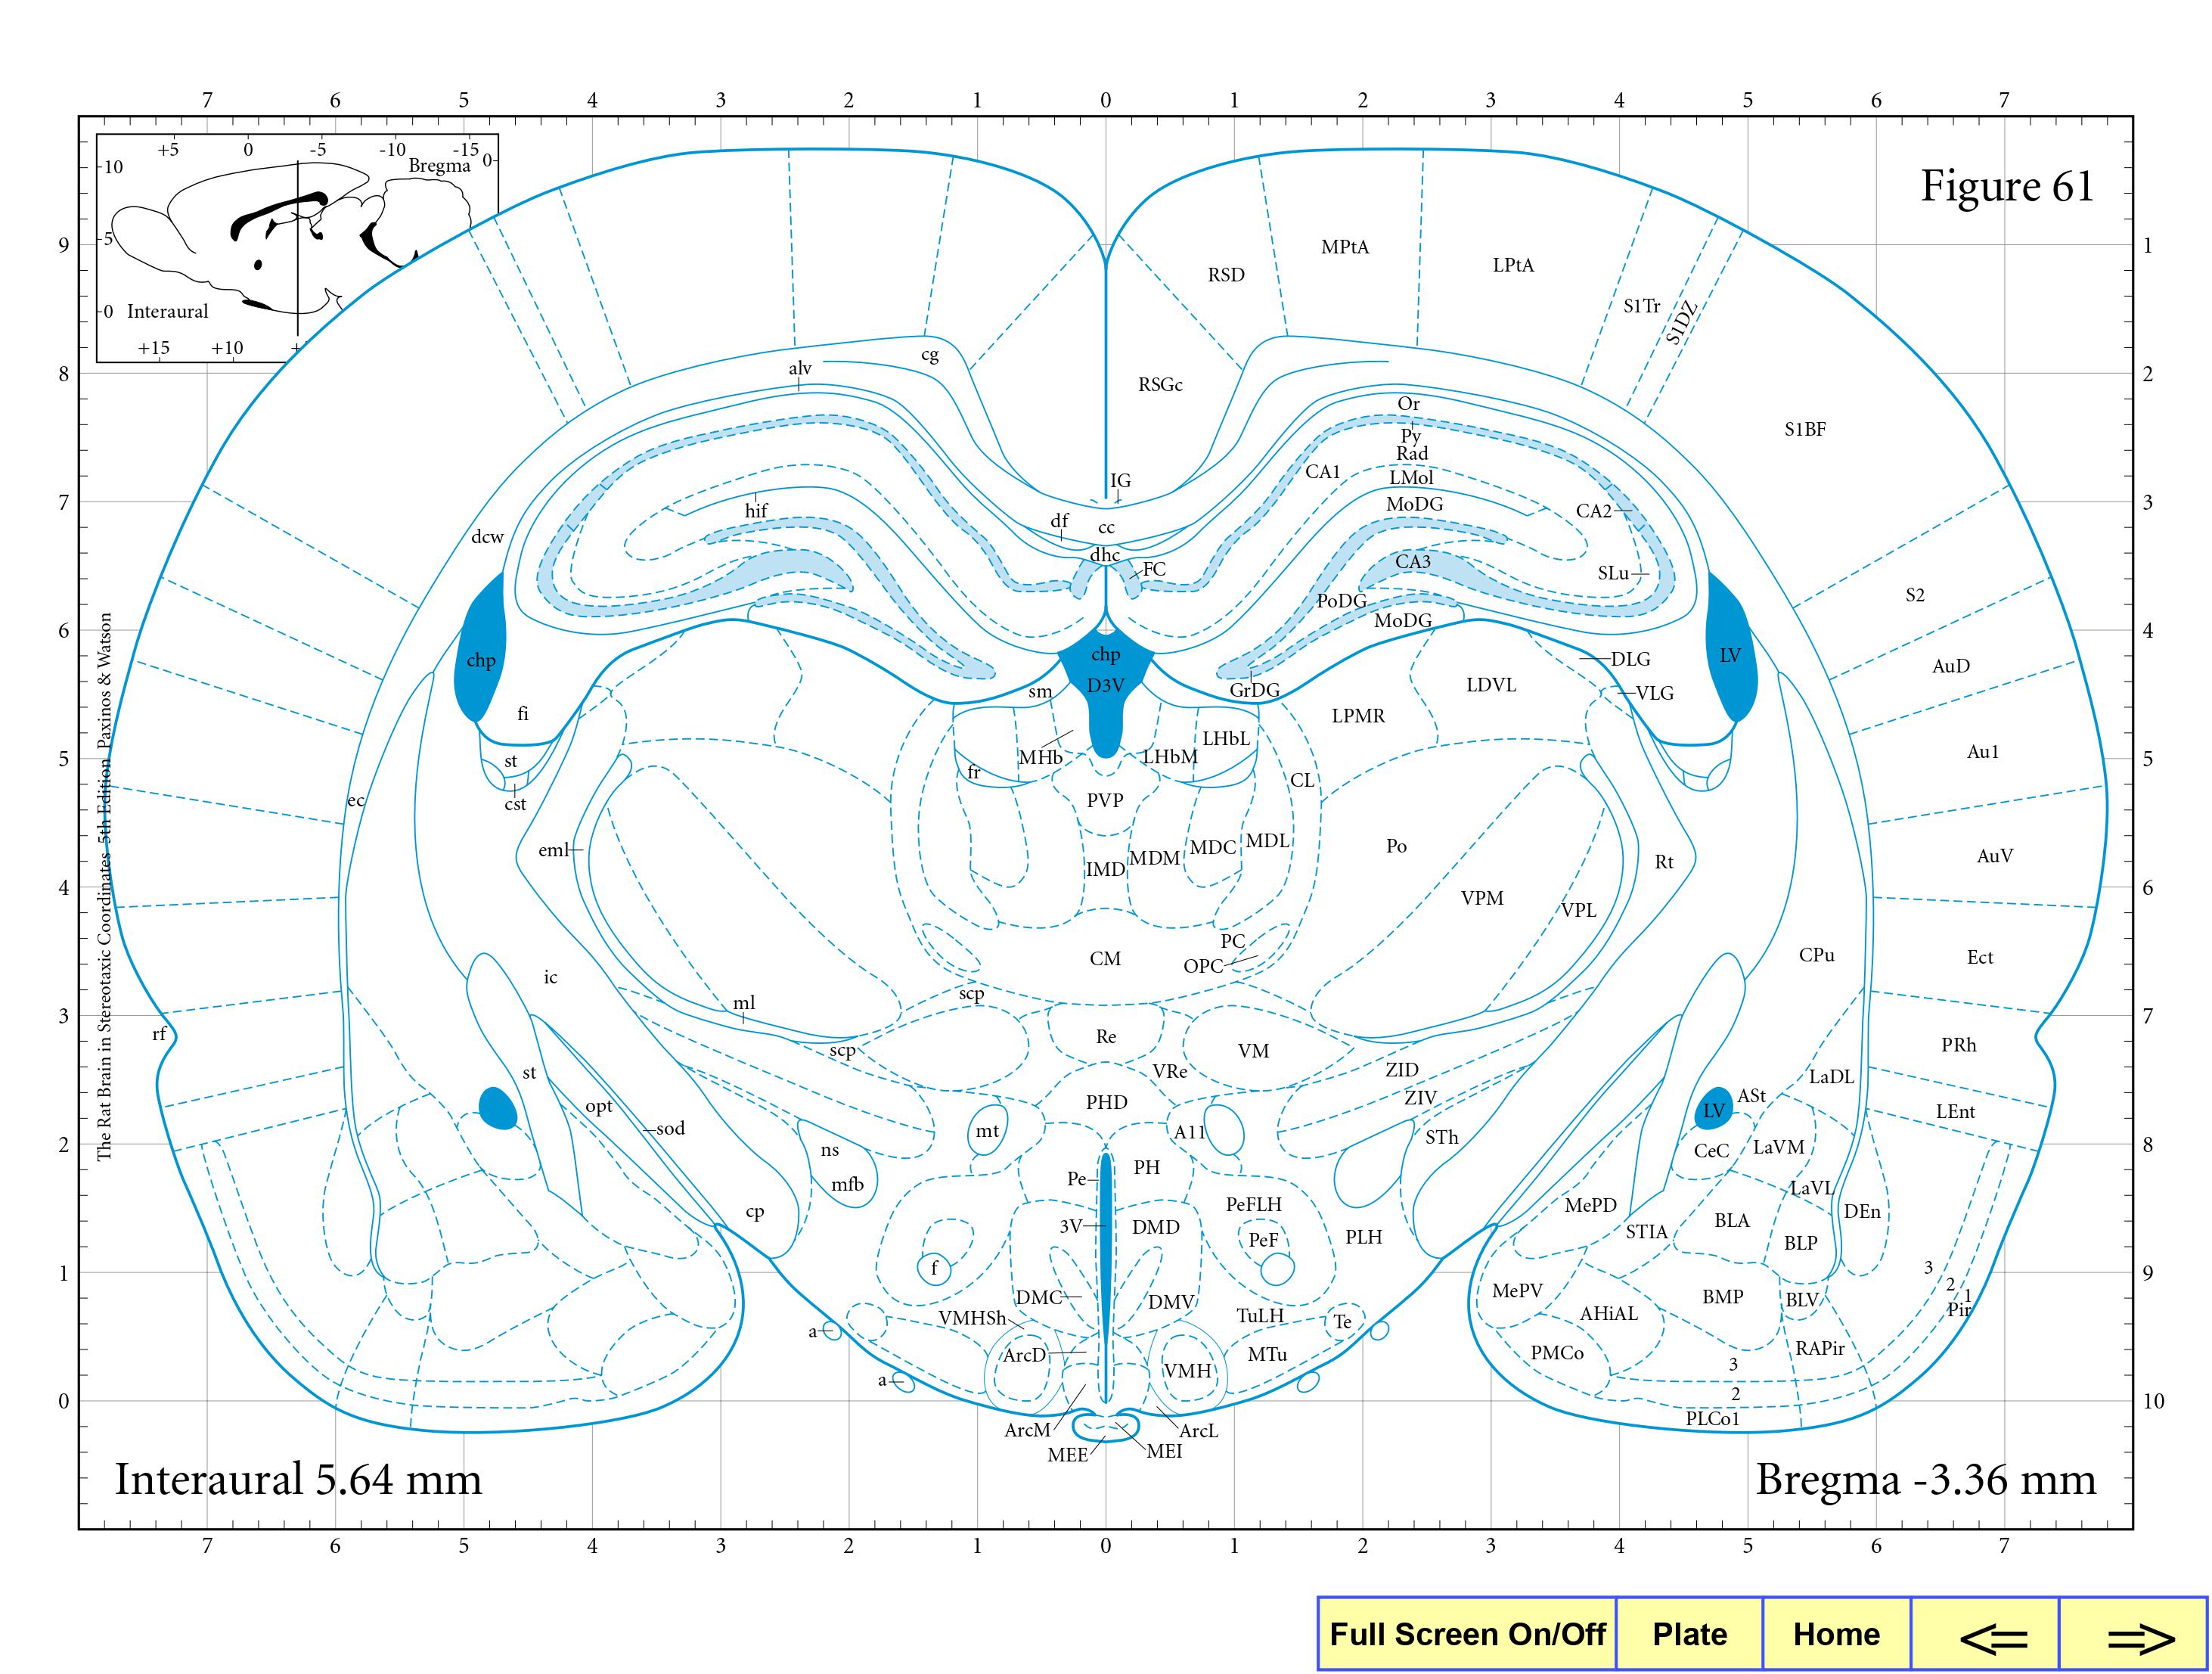 7 6 5 4 3 2 1 0 1 2 3 4 5 6 7
+5 0 -5 -10 -15
Bregma 0
10
5
0 Interaural
+15 +10 +
Figure 61
9 1
8 2
7 3
6 4
5 5
4 6
3 7
2 8
1 9
0 10
The Rat Brain in Stereotaxic Coordinates 5th Edition Paxinos & Watson
RSD
MPtA
LPtA
S1Tr
S1DZ
cg
alv
RSGc
Or
Py
Rad
LMol
MoDG
CA1
CA2
S1BF
IG
hif
df
cc
dhc
FC
CA3
SLu
dcw
PoDG
MoDG
S2
chp
chp
D3V
LV
DLG
VLG
AuD
sm
GrDG
LDVL
LPMR
fi
MHb
LHbM
LHbL
fr
CL
Au1
st
cst
ec
PVP
eml
IMD
MDM
MDC
MDL
Po
Rt
AuV
VPM
VPL
CM
PC
OPC
CPu
Ect
ic
ml
scp
scp
rf
Re
VM
VRe
ZID
ZIV
PRh
LaDL
st
opt
sod
PHD
ASt
LV
LEnt
mt
A11
STh
ns
mfb
Pe
PH
CeC
LaVM
LaVL
cp
3V
DMD
PeFLH
PeF
PLH
MePD
STIA
BLA
BLP
DEn
f
DMC
DMV
VMHSh
TuLH
Te
MePV
AHiAL
BMP
BLV
3
2
1
Pir
a
ArcD
VMH
MTu
PMCo
RAPir
3
2
a
ArcM
MEE
MEI
ArcL
PLCo1
Interaural 5.64 mm
Bregma -3.36 mm
7 6 5 4 3 2 1 0 1 2 3 4 5 6 7
Full Screen On/Off Plate Home